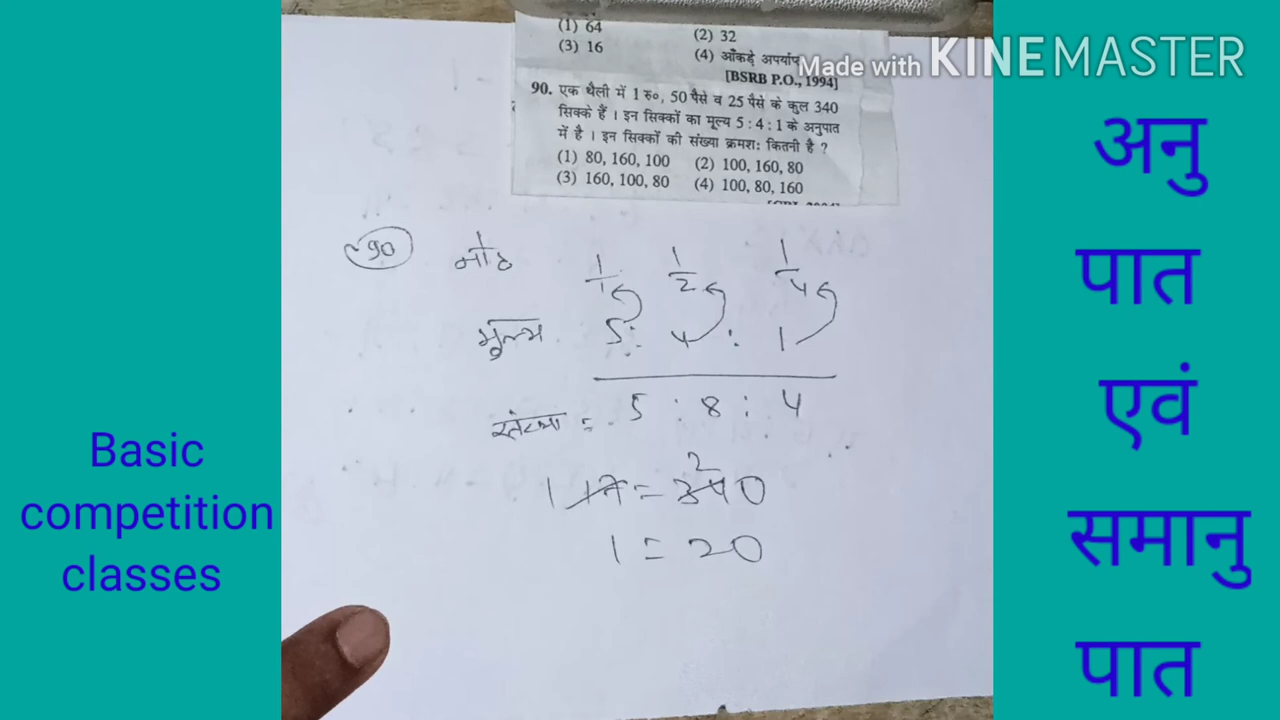 (1) 64 (2) 32
(3) 16 (4) आँकड़े अपर्याप्
[BSRB P.O., 1994]
90. एक थैली में 1 रु०, 50 पैसे व 25 पैसे के कुल 340
सिक्के हैं । इन सिक्कों का मूल्य 5 : 4 : 1 के अनुपात
में है । इन सिक्कों की संख्या क्रमश: कितनी है ?
(1) 80, 160, 100 (2) 100, 160, 80
(3) 160, 100, 80 (4) 100, 80, 160
Made with KINEMASTER
90
1/1 1/2 1/4
मूल्य 5 : 4 : 1
संख्या = 5 : 8 : 4
1 17 = 340 2
1 = 20
Basic
competition
classes
अनु
पात
एवं
समानु
पात